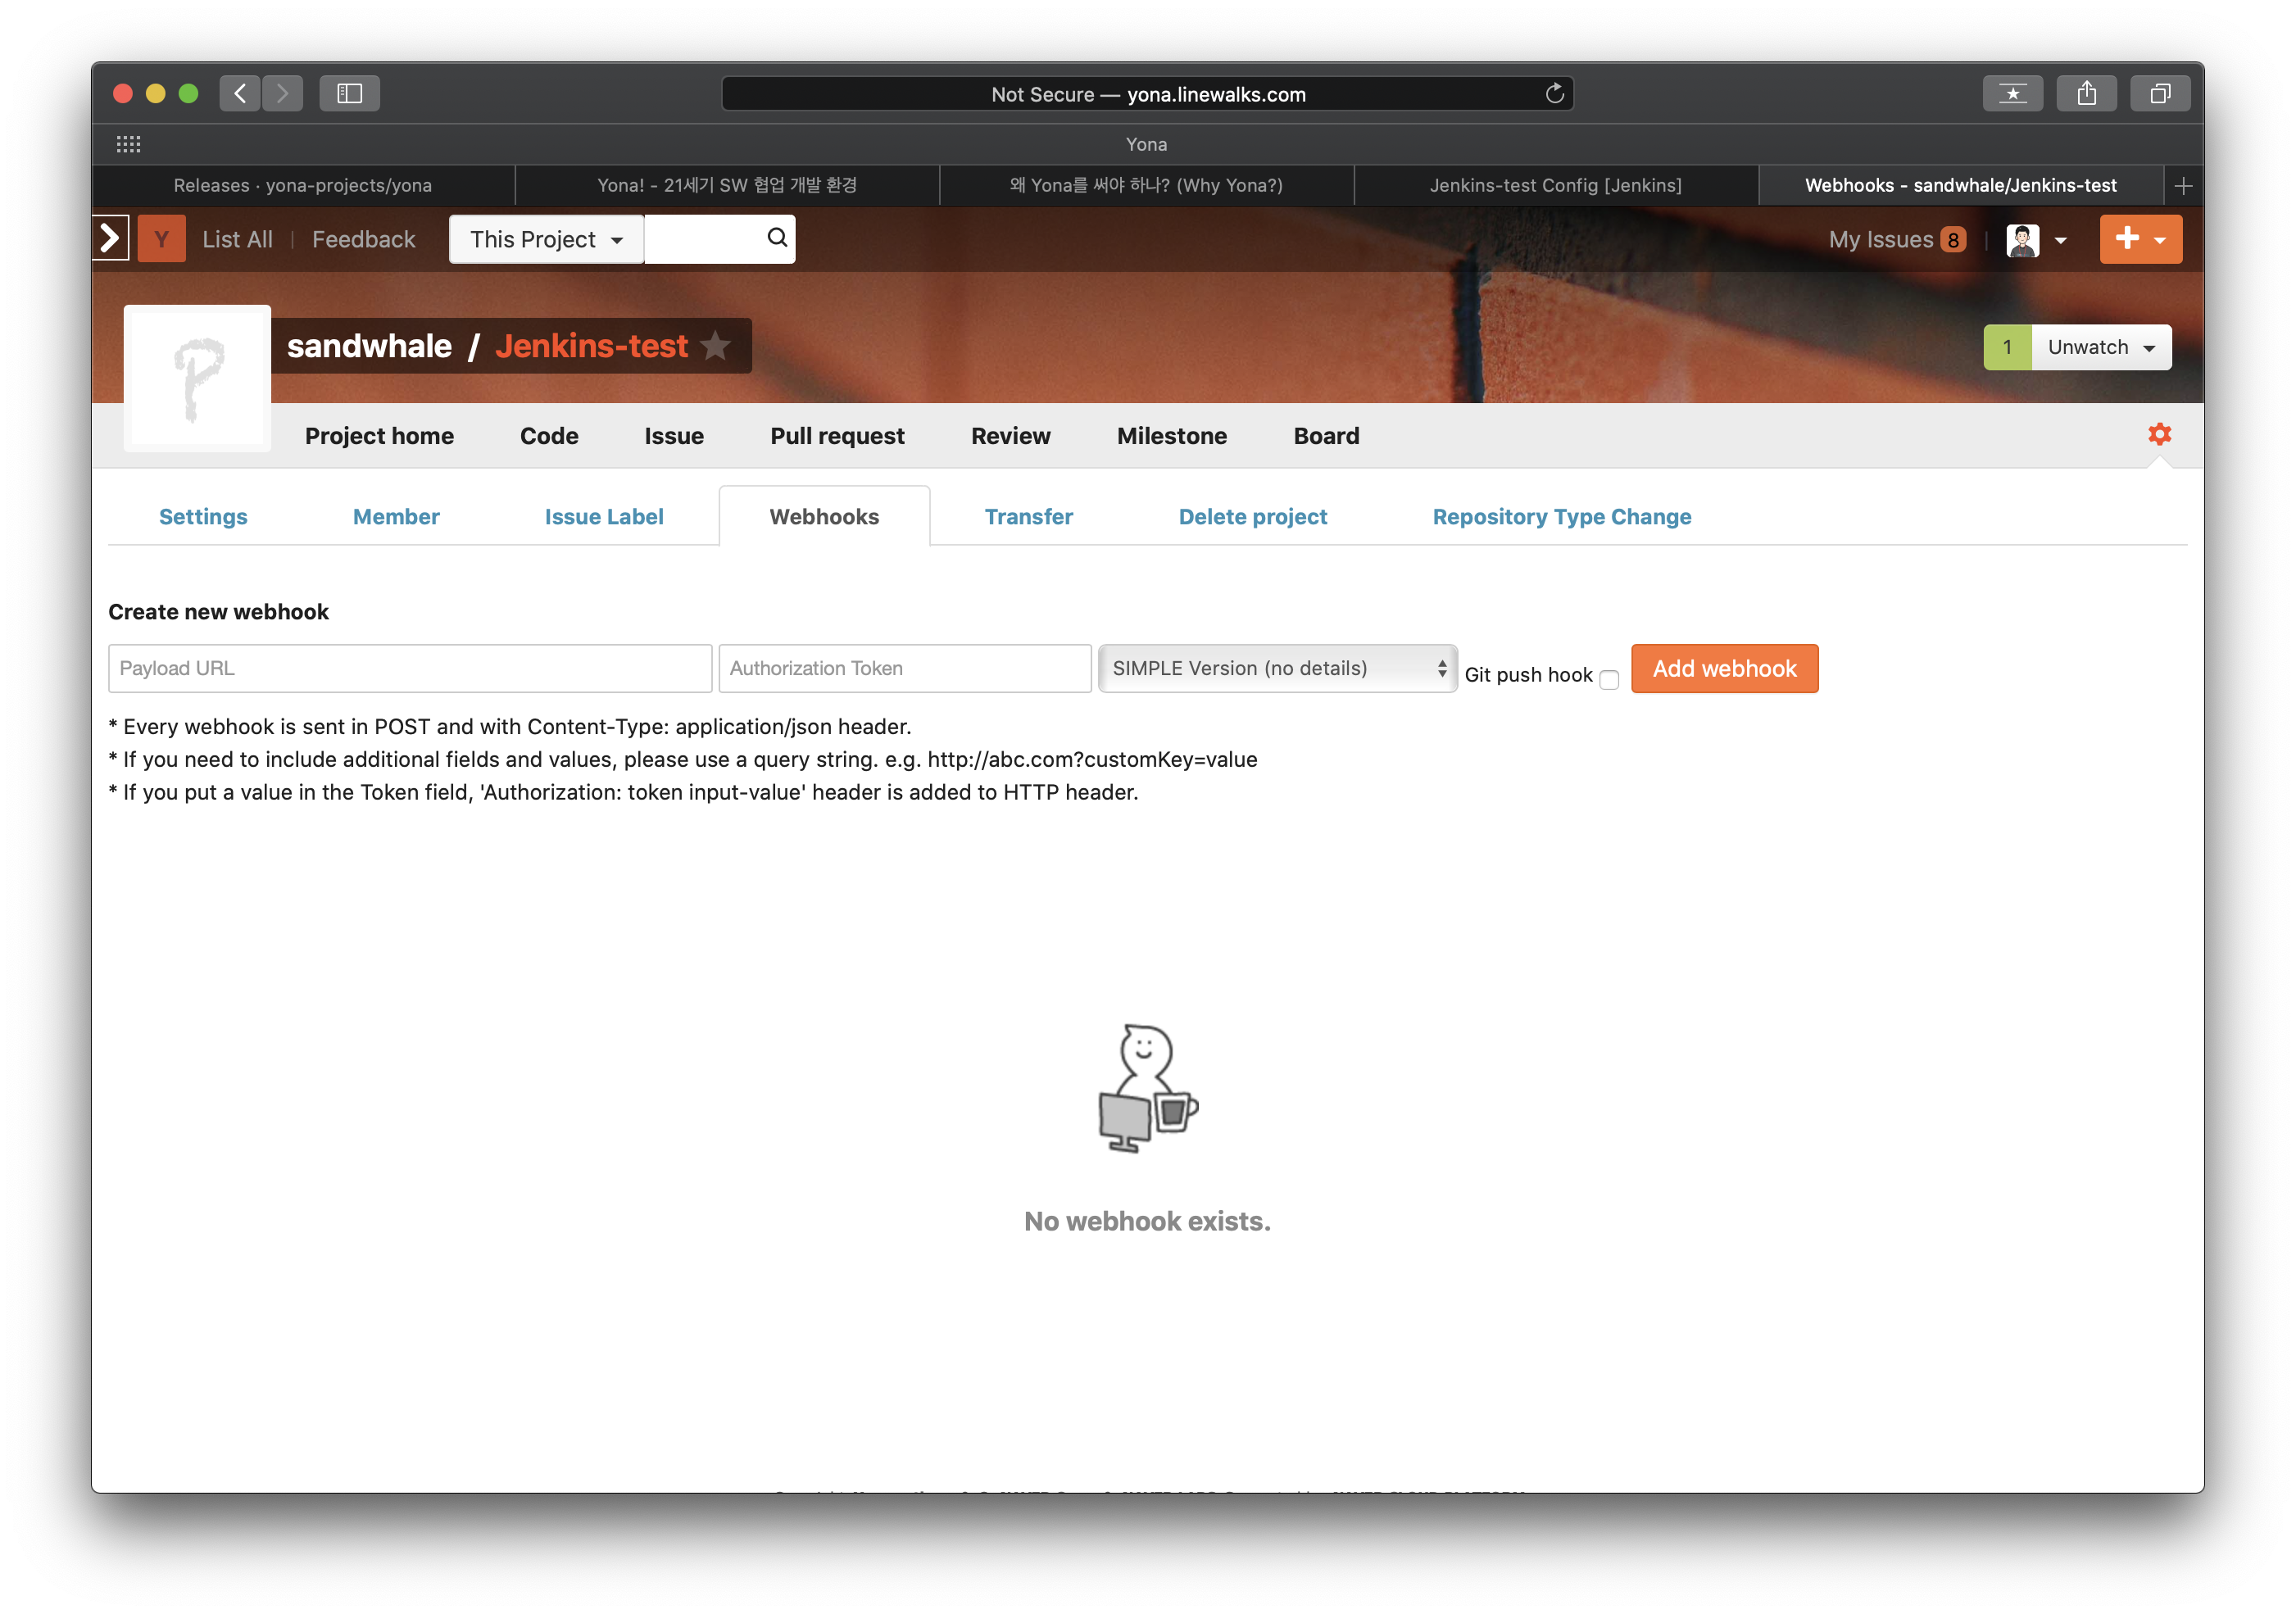 Not Secure — yona.linewalks.com
Yona
Releases · yona-projects/yona
Yona! - 21세기 SW 협업 개발 환경
왜 Yona를 써야 하나? (Why Yona?)
Jenkins-test Config [Jenkins]
Webhooks - sandwhale/Jenkins-test
Y List All | Feedback This Project My Issues 8
sandwhale / Jenkins-test
1 Unwatch
P
Project home Code Issue Pull request Review Milestone Board
Settings Member Issue Label Webhooks Transfer Delete project Repository Type Change
Create new webhook
Payload URL Authorization Token SIMPLE Version (no details) Git push hook Add webhook
* Every webhook is sent in POST and with Content-Type: application/json header.
* If you need to include additional fields and values, please use a query string. e.g. http://abc.com?customKey=value
* If you put a value in the Token field, 'Authorization: token input-value' header is added to HTTP header.
No webhook exists.